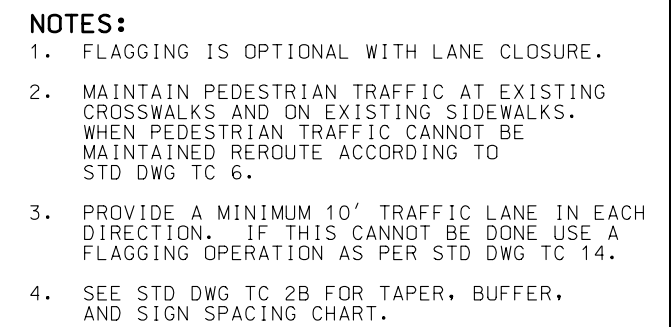 NOTES:
1. FLAGGING IS OPTIONAL WITH LANE CLOSURE.
2. MAINTAIN PEDESTRIAN TRAFFIC AT EXISTING
CROSSWALKS AND ON EXISTING SIDEWALKS.
WHEN PEDESTRIAN TRAFFIC CANNOT BE
MAINTAINED REROUTE ACCORDING TO
STD DWG TC 6.
3. PROVIDE A MINIMUM 10' TRAFFIC LANE IN EACH
DIRECTION. IF THIS CANNOT BE DONE USE A
FLAGGING OPERATION AS PER STD DWG TC 14.
4. SEE STD DWG TC 2B FOR TAPER, BUFFER,
AND SIGN SPACING CHART.